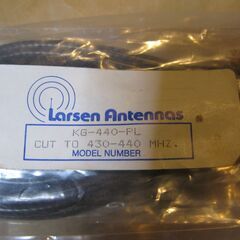 Larsen Antennas
KG-440-PL
CUT TO 430-440 MHZ.
MODEL NUMBER